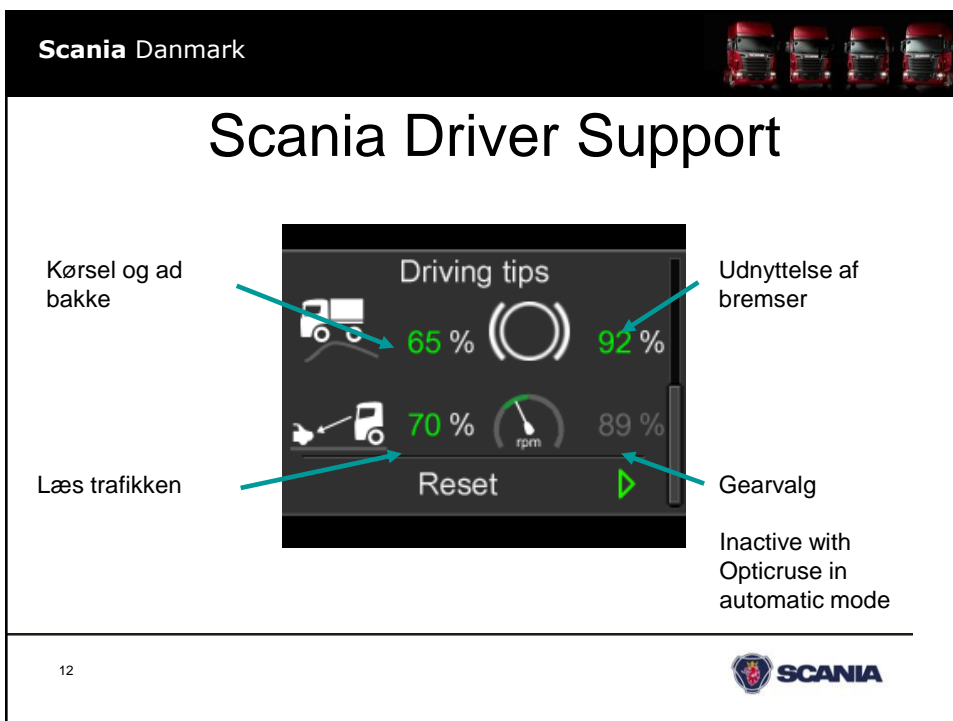 Scania Danmark
Scania Driver Support
Kørsel og ad
bakke
Driving tips
65 %
92 %
Udnyttelse af
bremser
70 %
rpm
89 %
Læs trafikken
Reset
Gearvalg
Inactive with
Opticruse in
automatic mode
12
SCANIA